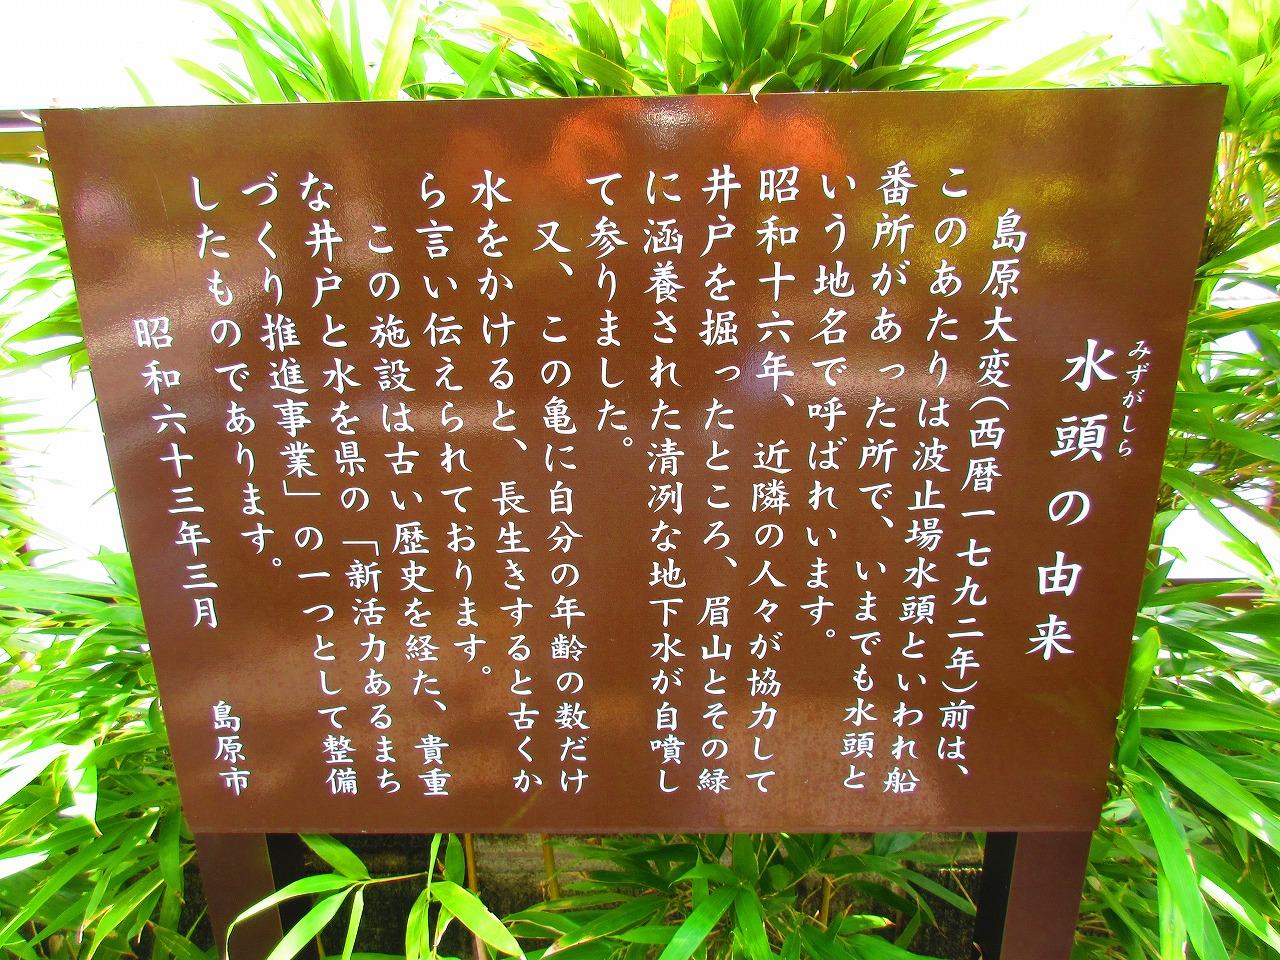 みずがしら
水頭の由来
島原大変(西暦一七九二年)前は、
このあたりは波止場水頭といわれ船
番所があった所で、いまでも水頭と
いう地名で呼ばれいます。
昭和十六年、近隣の人々が協力して
井戸を掘ったところ、眉山とその緑
に涵養された清冽な地下水が自噴し
て参りました。
又、この亀に自分の年齢の数だけ
水をかけると、長生きすると古くか
ら言い伝えられております。
この施設は古い歴史を経た、貴重
な井戸と水を県の「新活力あるまち
づくり推進事業」の一つとして整備
したものであります。
昭和六十三年三月
島原市